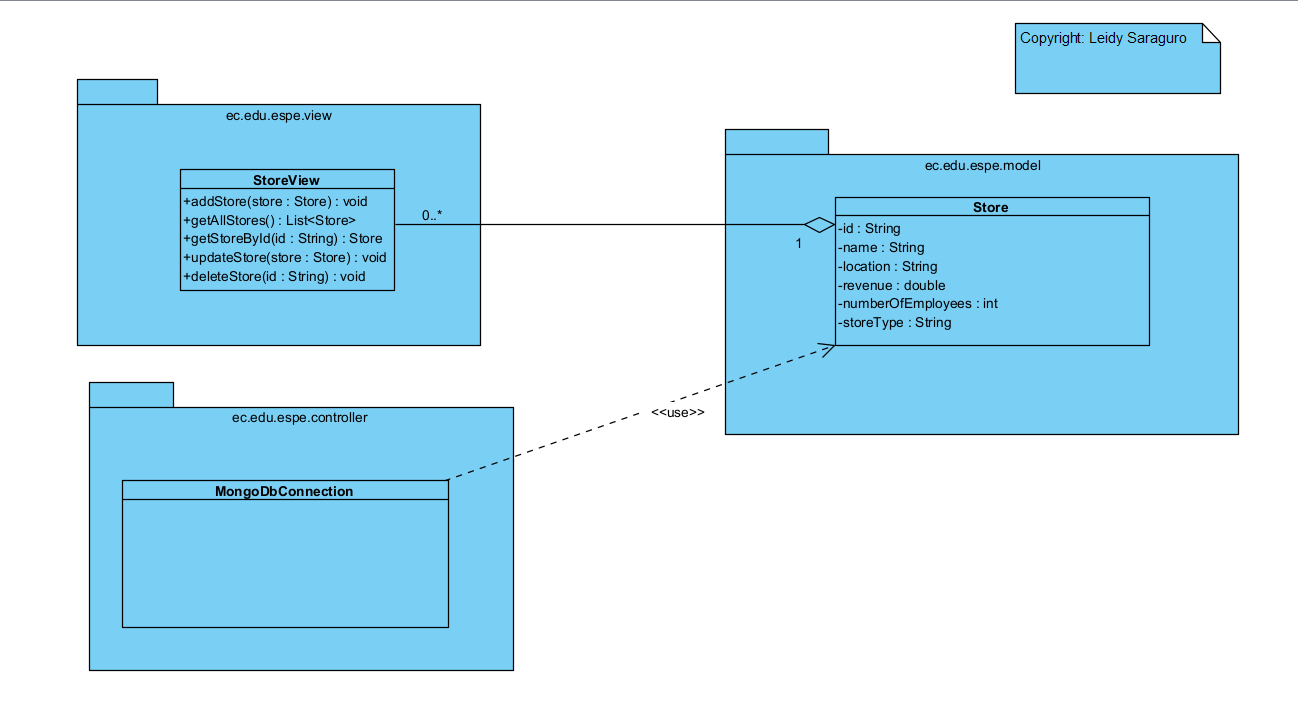 Copyright: Leidy Saraguro
ec.edu.espe.view
StoreView
+addStore(store : Store) : void
+getAllStores() : List<Store>
+getStoreById(id : String) : Store
+updateStore(store : Store) : void
+deleteStore(id : String) : void
0..*
1
ec.edu.espe.model
Store
-id : String
-name : String
-location : String
-revenue : double
-numberOfEmployees : int
-storeType : String
<<use>>
ec.edu.espe.controller
MongoDbConnection